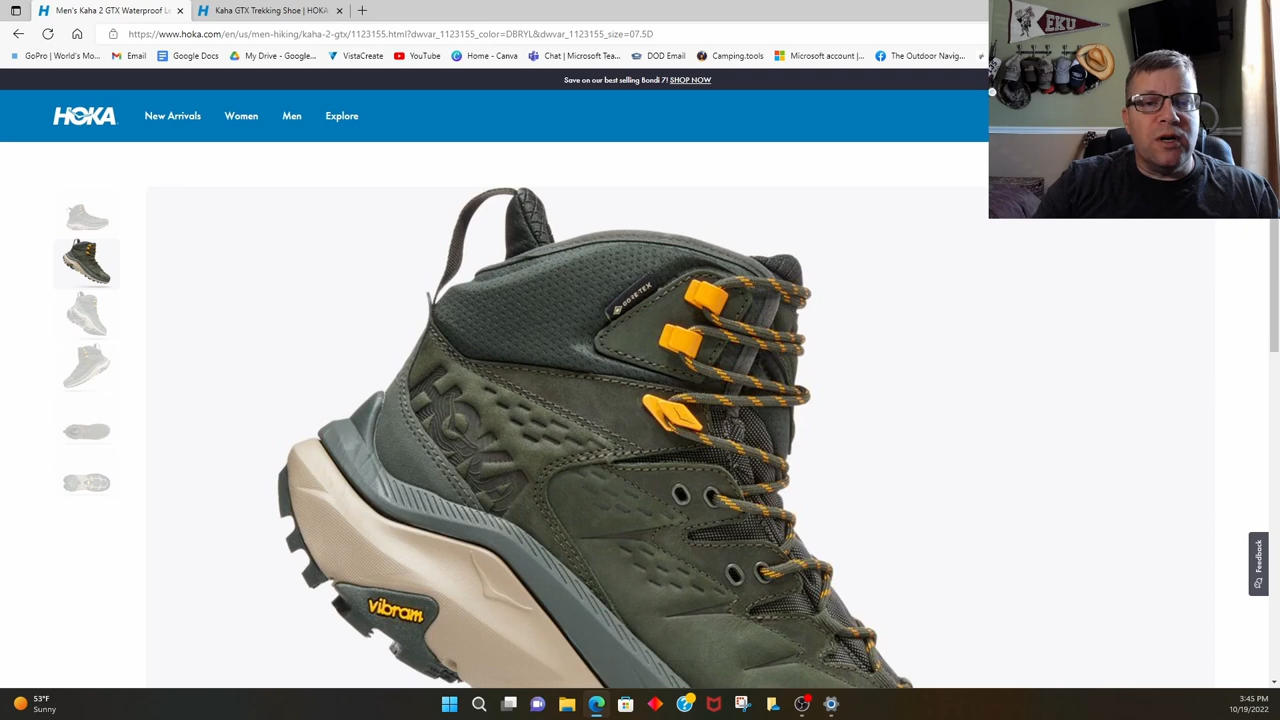 Men's Kaha 2 GTX Waterproof Le
Kaha GTX Trekking Shoe | HOKA
https://www.hoka.com/en/us/men-hiking/kaha-2-gtx/1123155.html?dwvar_1123155_color=DBRYL&dwvar_1123155_size=07.5D
GoPro | World's Mo...
Email
Google Docs
My Drive - Google...
VistaCreate
YouTube
Home - Canva
Chat | Microsoft Tea...
DOD Email
Camping.tools
Microsoft account |...
The Outdoor Navig...
EKU
Save on our best selling Bondi 7! SHOP NOW
HOKA
New Arrivals
Women
Men
Explore
GORE-TEX
HOKA
vibram
Feedback
53°F
Sunny
3:45 PM
10/19/2022